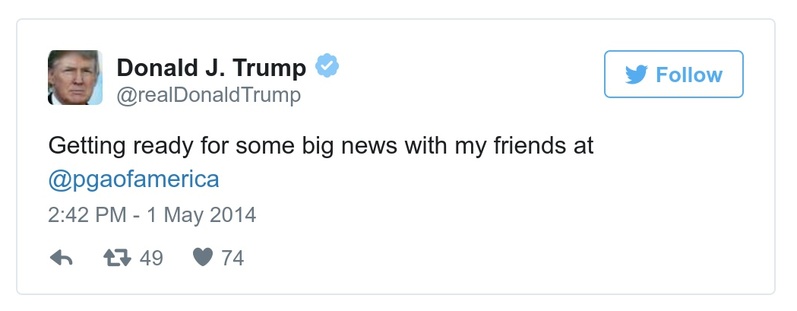 Donald J. Trump
@realDonaldTrump
Follow
Getting ready for some big news with my friends at
@pgaofamerica
2:42 PM - 1 May 2014
49 74